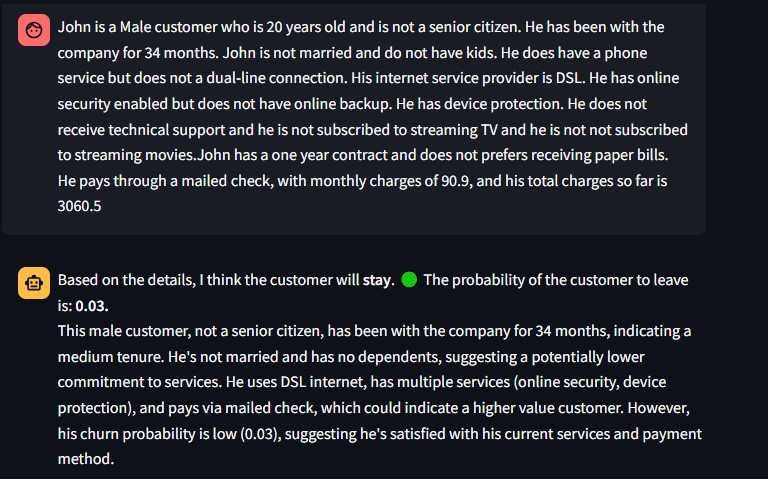 John is a Male customer who is 20 years old and is not a senior citizen. He has been with the
company for 34 months. John is not married and do not have kids. He does have a phone
service but does not a dual-line connection. His internet service provider is DSL. He has online
security enabled but does not have online backup. He has device protection. He does not
receive technical support and he is not subscribed to streaming TV and he is not not subscribed
to streaming movies.John has a one year contract and does not prefers receiving paper bills.
He pays through a mailed check, with monthly charges of 90.9, and his total charges so far is
3060.5
Based on the details, I think the customer will stay. 🟢 The probability of the customer to leave
is: 0.03.
This male customer, not a senior citizen, has been with the company for 34 months, indicating a
medium tenure. He's not married and has no dependents, suggesting a potentially lower
commitment to services. He uses DSL internet, has multiple services (online security, device
protection), and pays via mailed check, which could indicate a higher value customer. However,
his churn probability is low (0.03), suggesting he's satisfied with his current services and payment
method.